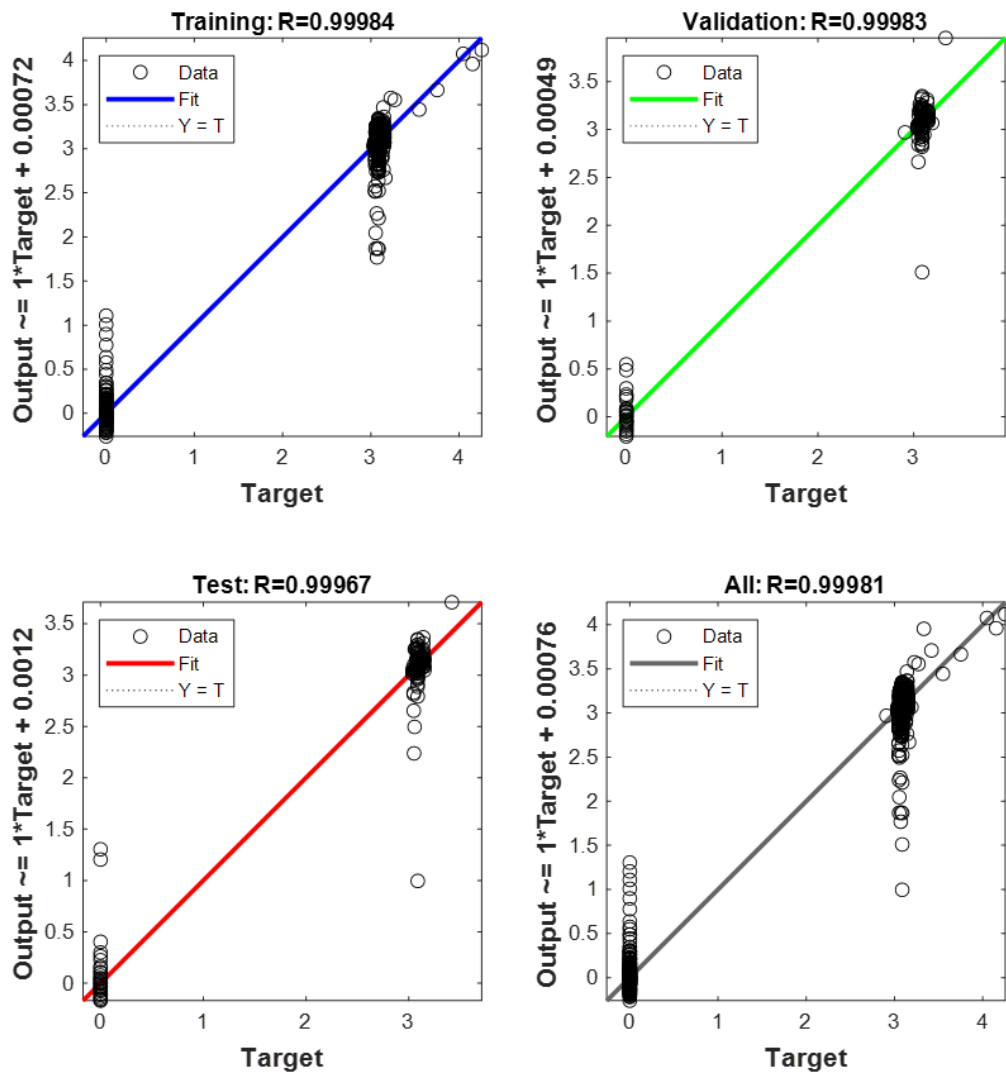 Training: R=0.99984
Output ~= 1*Target + 0.00072
4
3.5
3
2.5
2
1.5
1
0.5
0
Data
Fit
Y = T
0 1 2 3 4
Target
Validation: R=0.99983
Output ~= 1*Target + 0.00049
3.5
3
2.5
2
1.5
1
0.5
0
Data
Fit
Y = T
0 1 2 3
Target
Test: R=0.99967
Output ~= 1*Target + 0.0012
3.5
3
2.5
2
1.5
1
0.5
0
Data
Fit
Y = T
0 1 2 3
Target
All: R=0.99981
Output ~= 1*Target + 0.00076
4
3.5
3
2.5
2
1.5
1
0.5
0
Data
Fit
Y = T
0 1 2 3 4
Target